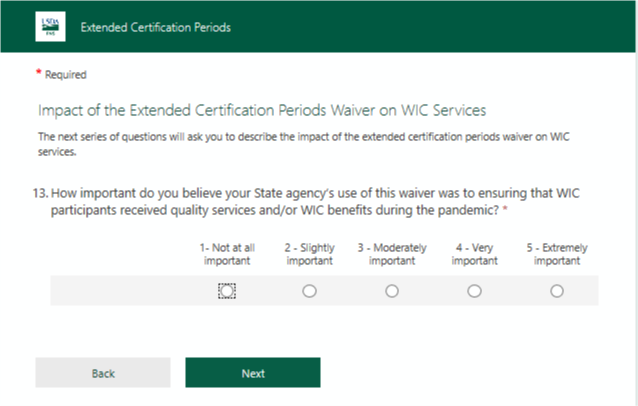 USDA
Extended Certification Periods
* Required
Impact of the Extended Certification Periods Waiver on WIC Services
The next series of questions will ask you to describe the impact of the extended certification periods waiver on WIC
services.
13. How important do you believe your State agency's use of this waiver was to ensuring that WIC
participants received quality services and/or WIC benefits during the pandemic? *
1- Not at all important
2 - Slightly important
3 - Moderately important
4 - Very important
5 - Extremely important
Back
Next